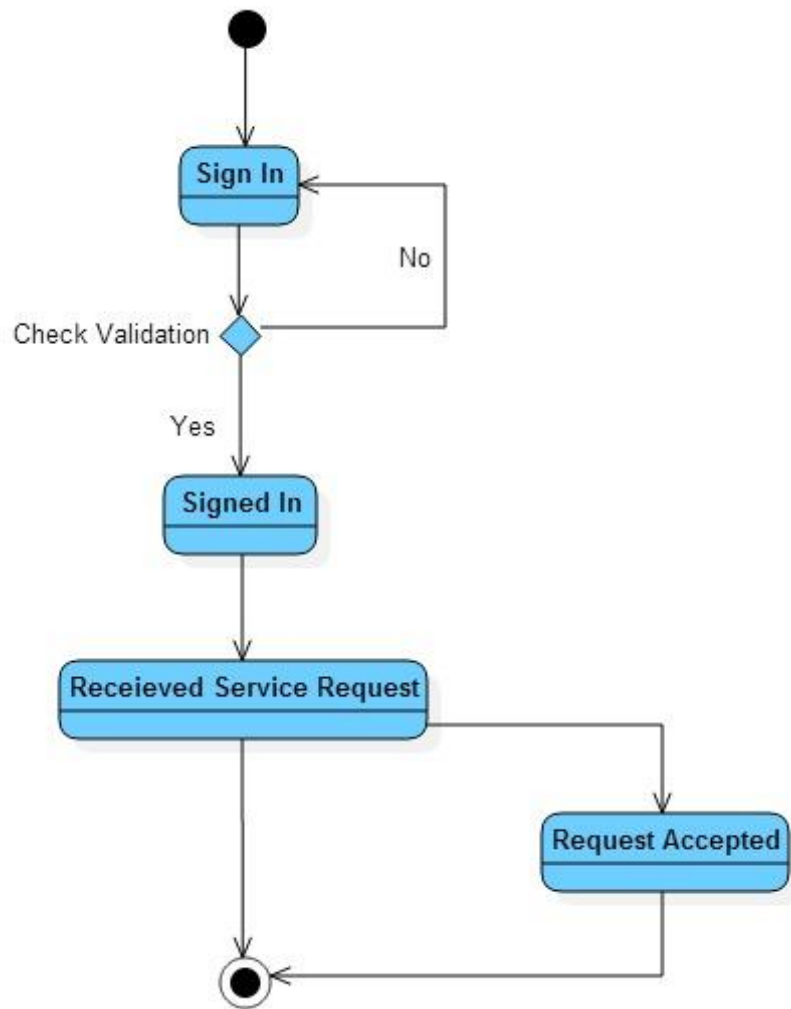 Sign In
No
Check Validation
Yes
Signed In
Receieved Service Request
Request Accepted